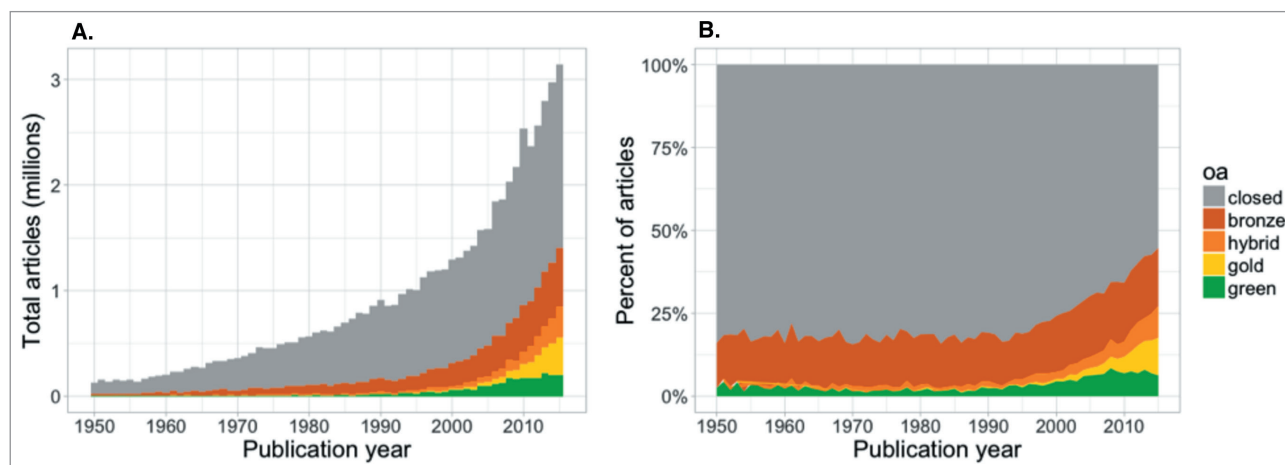 A.
Total articles (millions)
3
2
1
0
1950 1960 1970 1980 1990 2000 2010
Publication year
B.
Percent of articles
100%
75%
50%
25%
0%
1950 1960 1970 1980 1990 2000 2010
Publication year
oa
closed
bronze
hybrid
gold
green